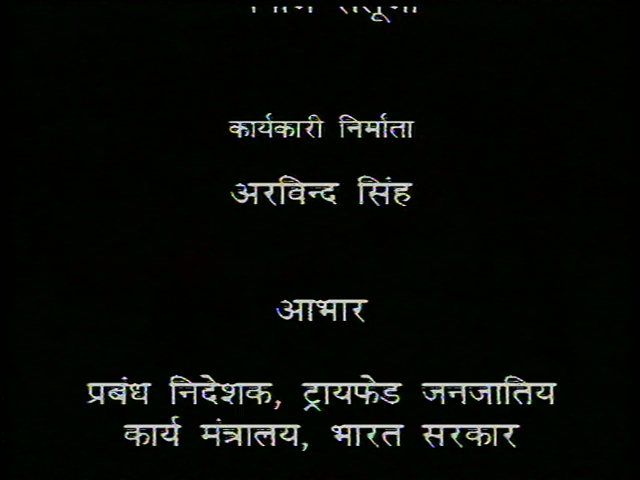 कार्यकारी निर्माता
अरविन्द सिंह
आभार
प्रबंध निदेशक, ट्रायफेड जनजातिय
कार्य मंत्रालय, भारत सरकार